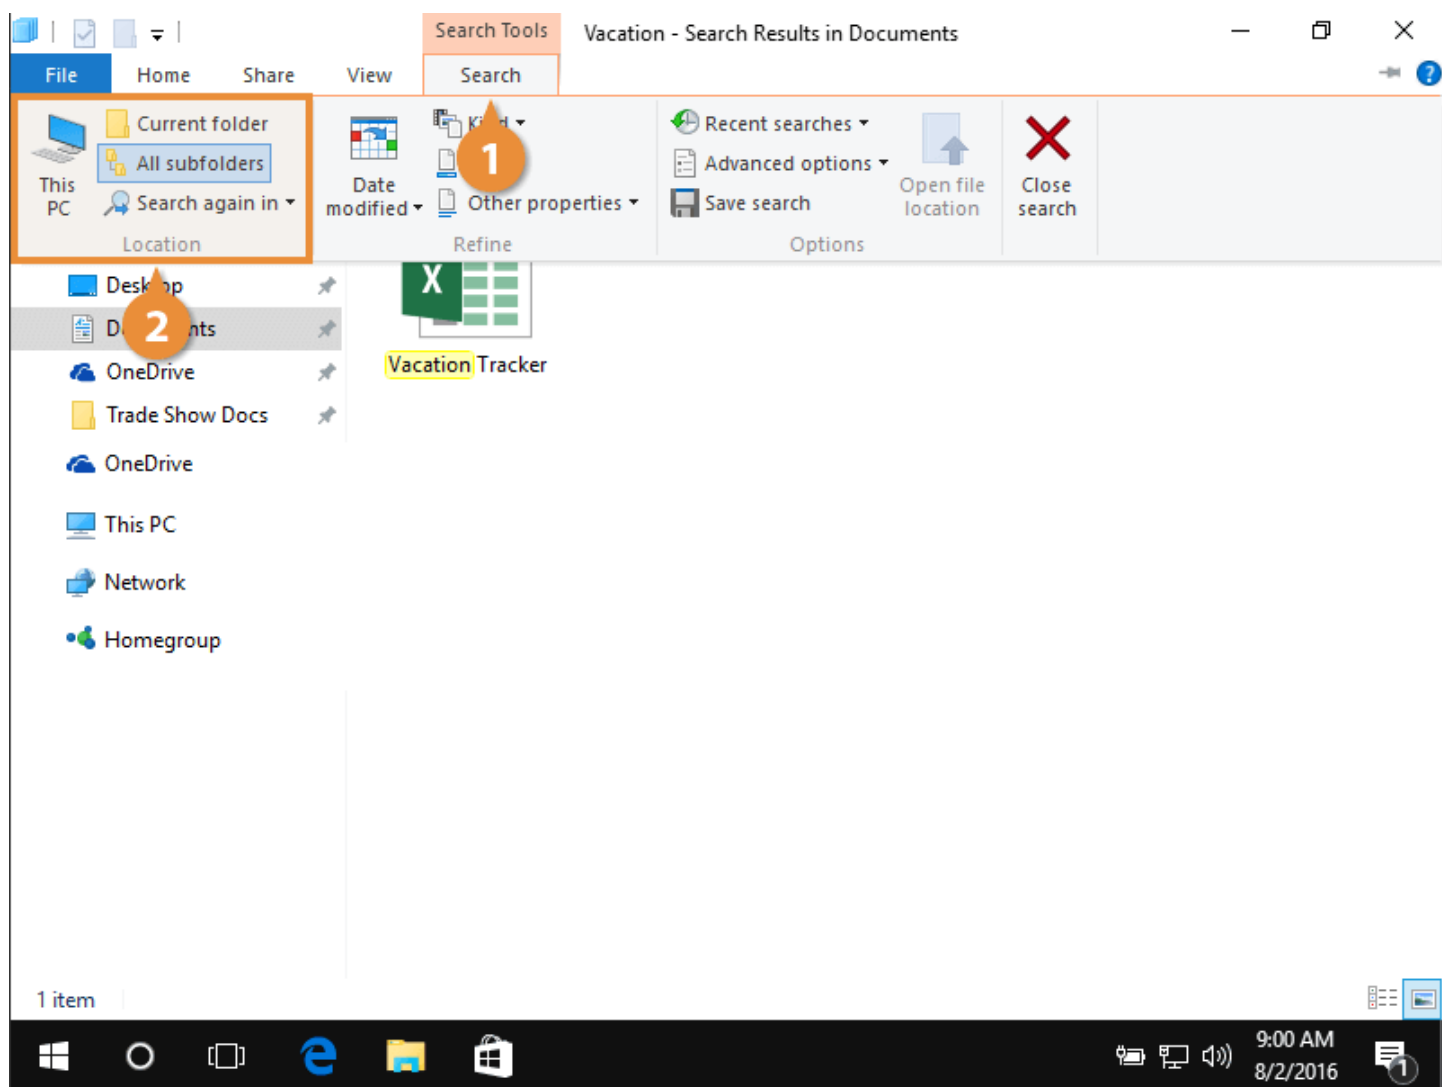 Search Tools
Vacation - Search Results in Documents
File
Home
Share
View
Search
?
This
PC
Current folder
All subfolders
Search again in
Location
Date
modified
1
Other properties
Refine
Recent searches
Advanced options
Save search
Options
Open file
location
Close
search
2
OneDrive
Trade Show Docs
OneDrive
This PC
Network
Homegroup
X
Vacation Tracker
1 item
9:00 AM
8/2/2016
1